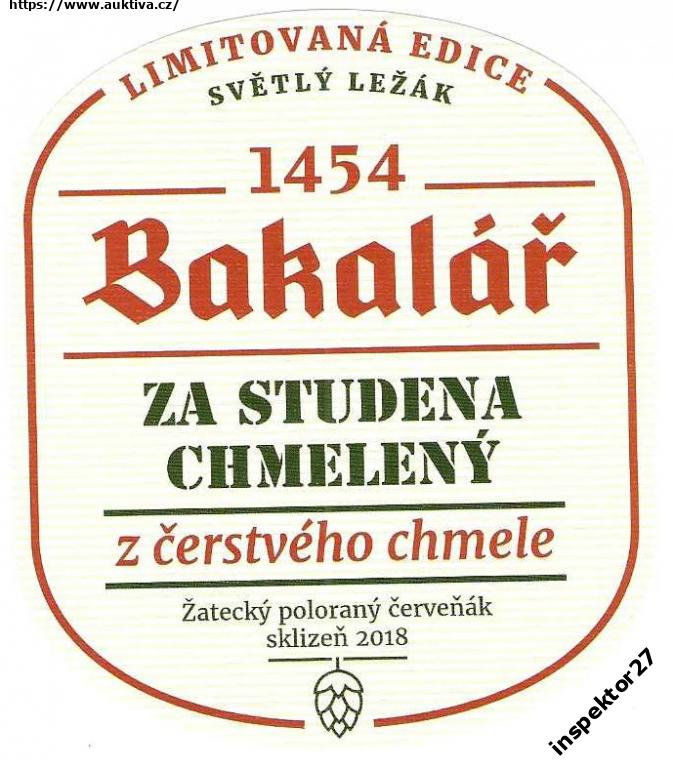 https://www.auktiva.cz/
LIMITOVANÁ EDICE
SVĚTLÝ LEŽÁK
1454
Bakalář
ZA STUDENA
CHMELENÝ
z čerstvého chmele
Žatecký poloraný červeňák
sklizeň 2018
inspektor27